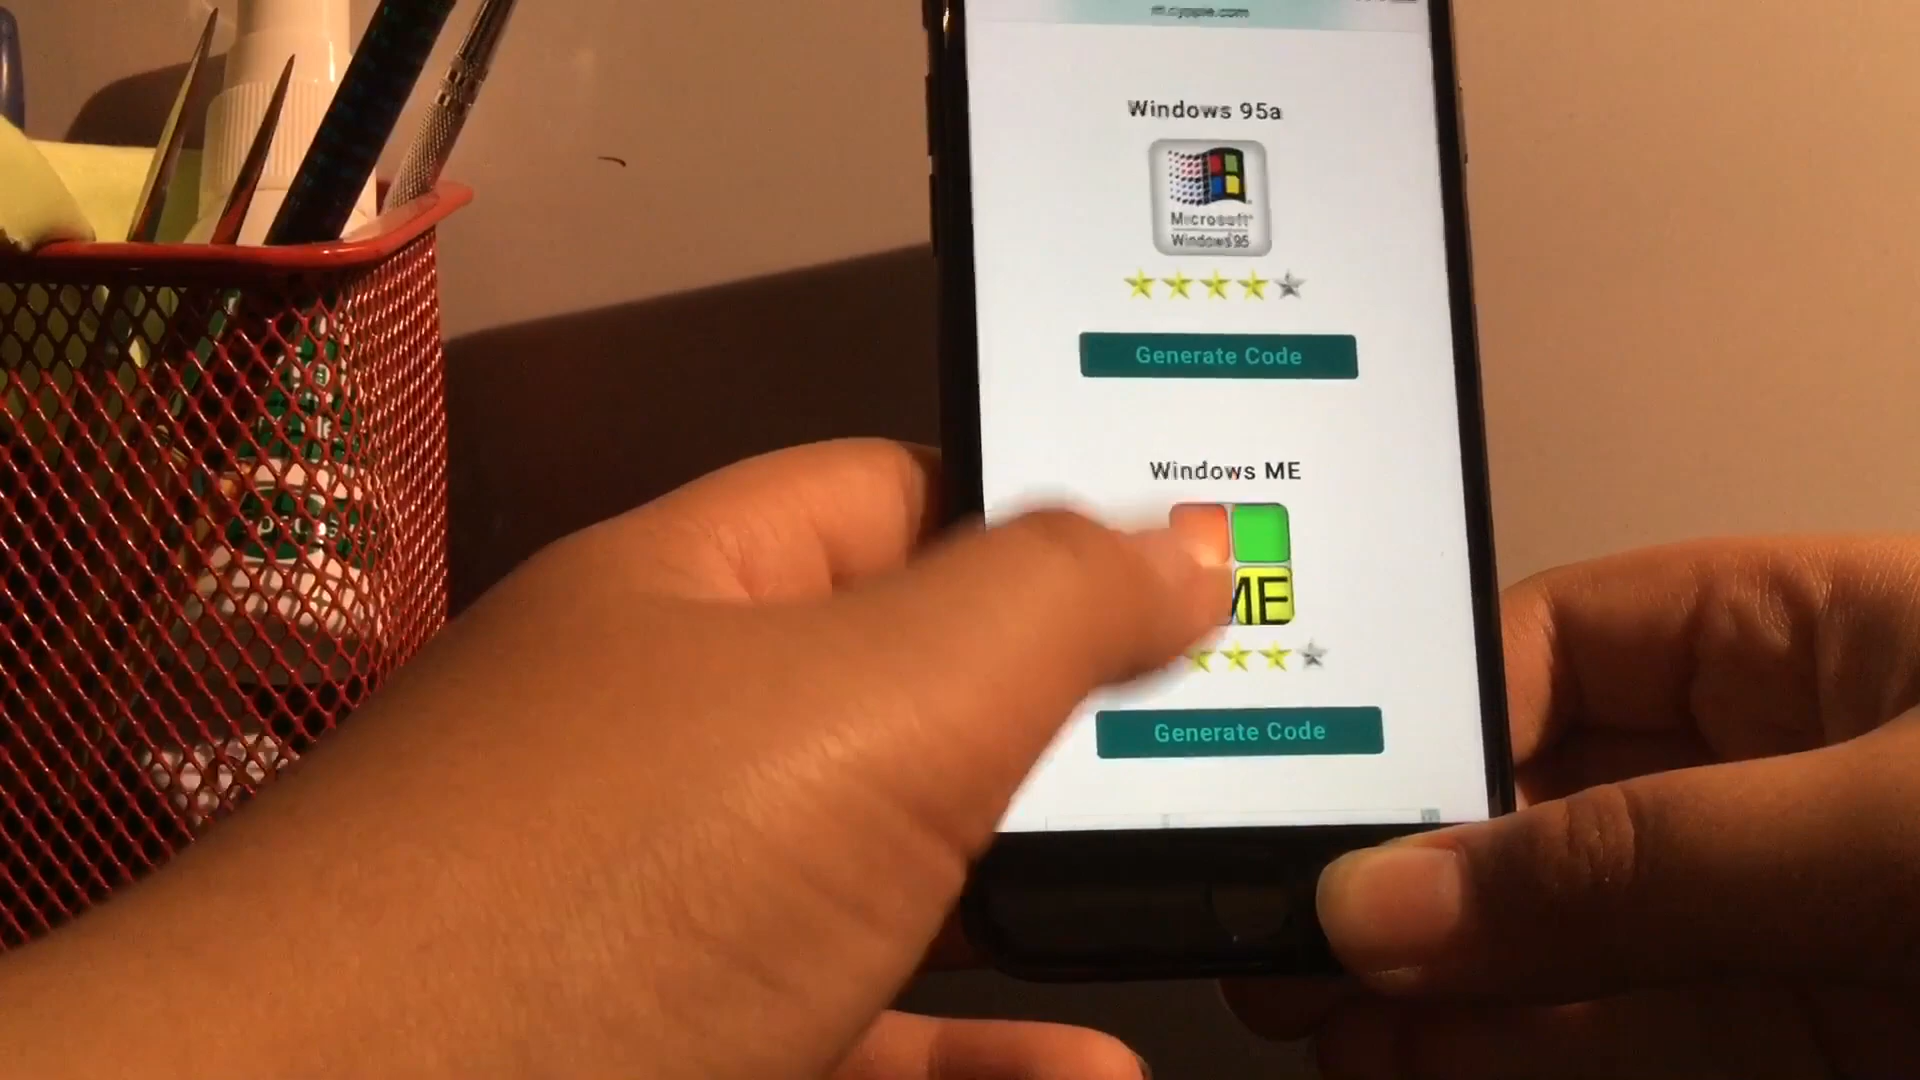 Windows 95a
Microsoft
Windows 95
Generate Code
Windows ME
ME
Generate Code